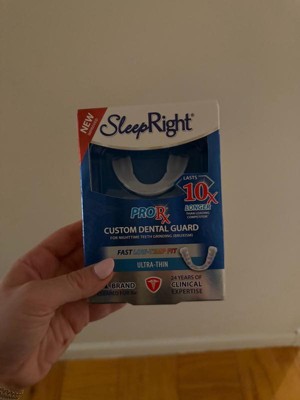 NEW
SleepRight®
LASTS
10x
LONGER
PRO Rx
CUSTOM DENTAL GUARD
FOR NIGHTTIME TEETH GRINDING (BRUXISM)
ULTRA-THIN
BRAND
24 YEARS OF
CLINICAL
EXPERTISE